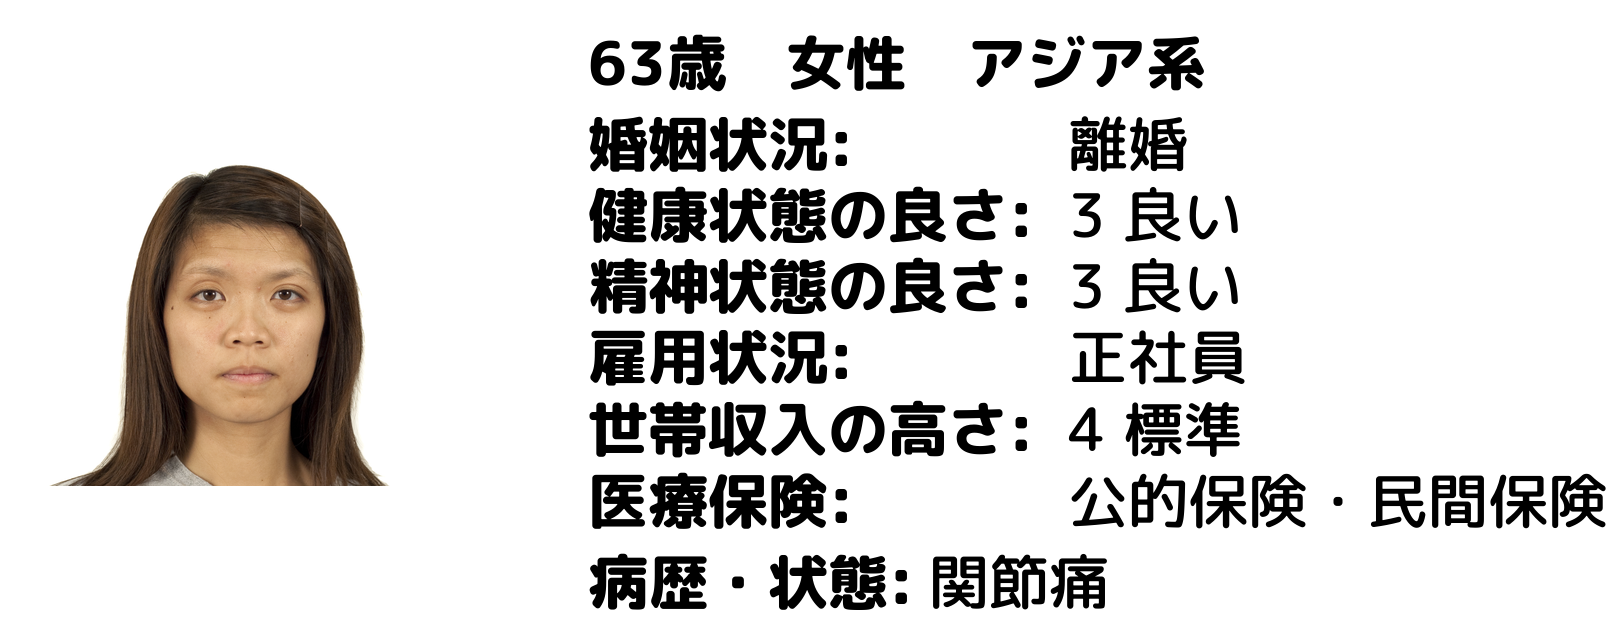 63歳　女性　アジア系
婚姻状況: 離婚
健康状態の良さ: 3 良い
精神状態の良さ: 3 良い
雇用状況: 正社員
世帯収入の高さ: 4 標準
医療保険: 公的保険・民間保険
病歴・状態: 関節痛